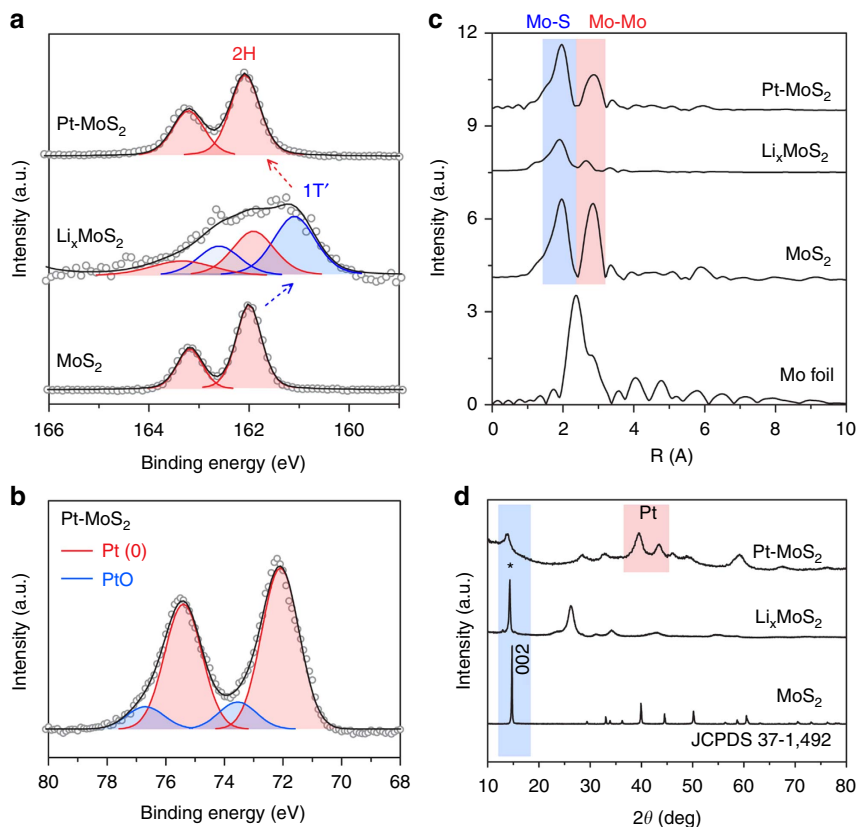 a
2H
Pt-MoS₂
1T′
LiₓMoS₂
MoS₂
Intensity (a.u.)
166 164 162 160
Binding energy (eV)
b
Pt-MoS₂
Pt (0)
PtO
Intensity (a.u.)
80 78 76 74 72 70 68
Binding energy (eV)
c
Mo-S Mo-Mo
12
9
6
3
0
Pt-MoS₂
LiₓMoS₂
MoS₂
Mo foil
Intensity (a.u.)
0 2 4 6 8 10
R (A)
d
Pt
Pt-MoS₂
*
LiₓMoS₂
002
MoS₂
JCPDS 37-1,492
Intensity (a.u.)
10 20 30 40 50 60 70 80
2θ (deg)